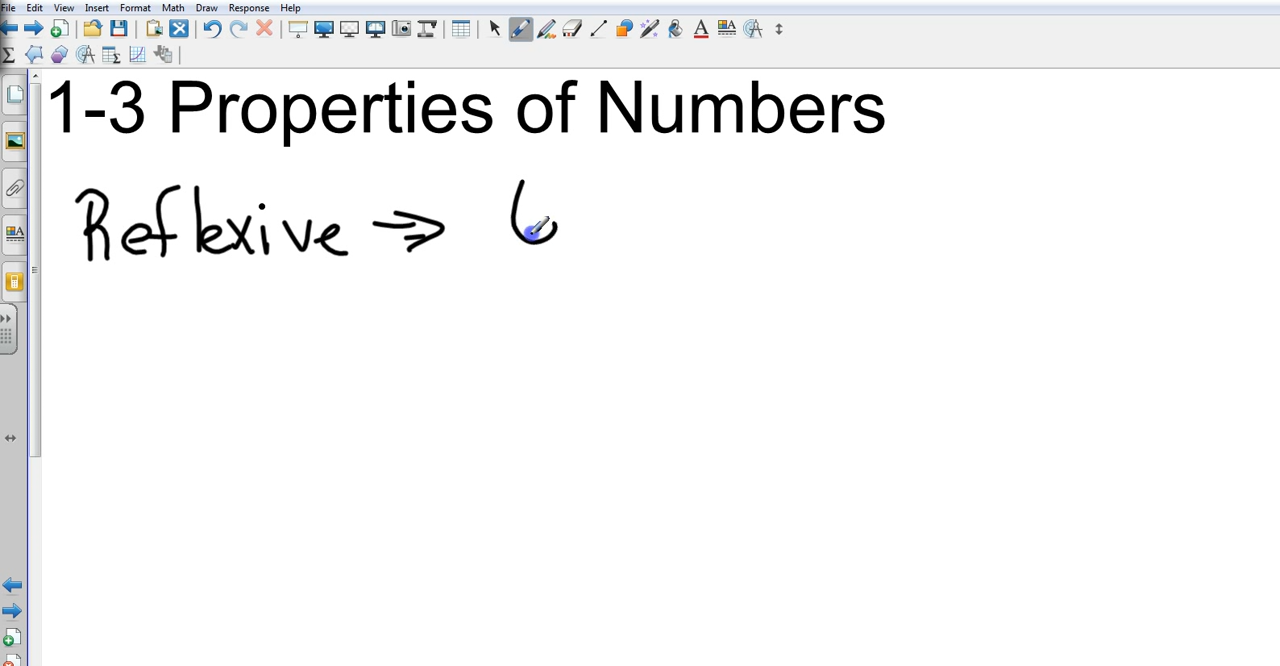 File Edit View Insert Format Math Draw Response Help
1-3 Properties of Numbers
Reflexive ⇒ 6